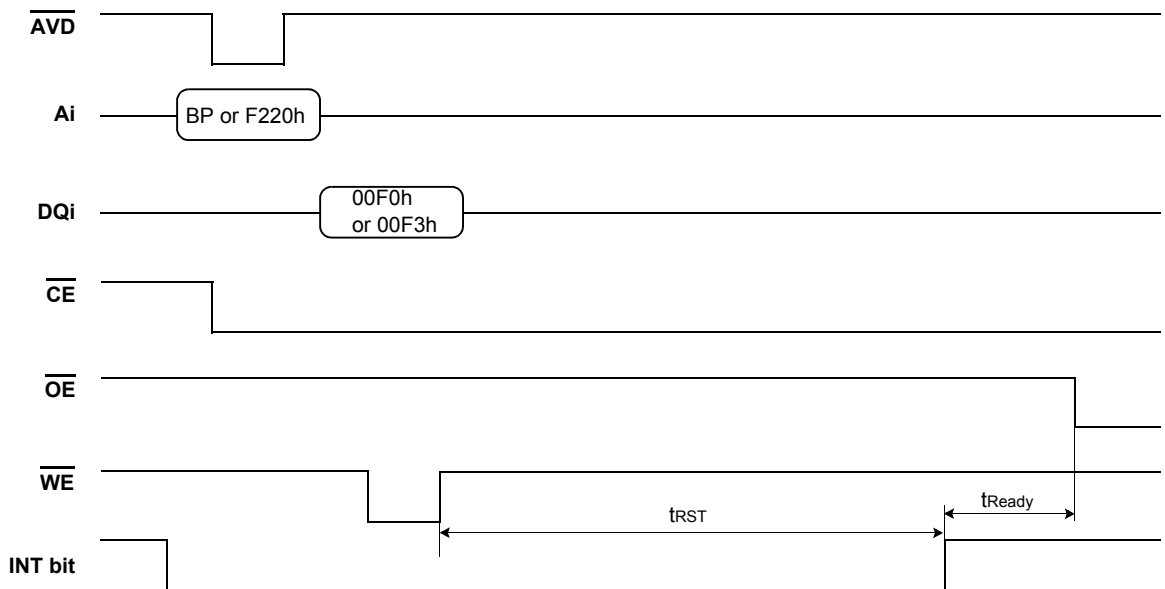 AVD
Ai
BP or F220h
DQi
00F0h
or 00F3h
CE
OE
WE
tRST
tReady
INT bit